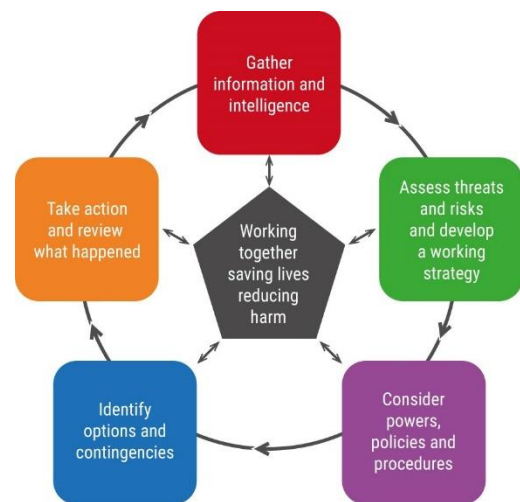 Gather
information and
intelligence
Assess threats
and risks
and develop
a working
strategy
Consider
powers,
policies and
procedures
Identify
options and
contingencies
Take action
and review
what happened
Working
together
saving lives
reducing
harm